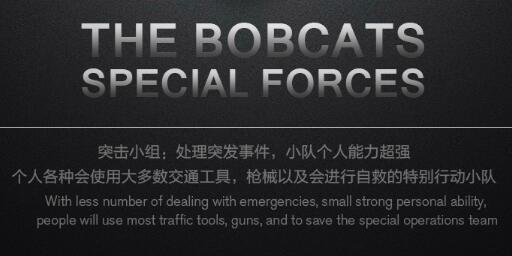 THE BOBCATS
SPECIAL FORCES
突击小组；处理突发事件，小队个人能力超强
个人各种会使用大多数交通工具，枪械以及会进行自救的特别行动小队
With less number of dealing with emergencies, small strong personal ability,
people will use most traffic tools, guns, and to save the special operations team